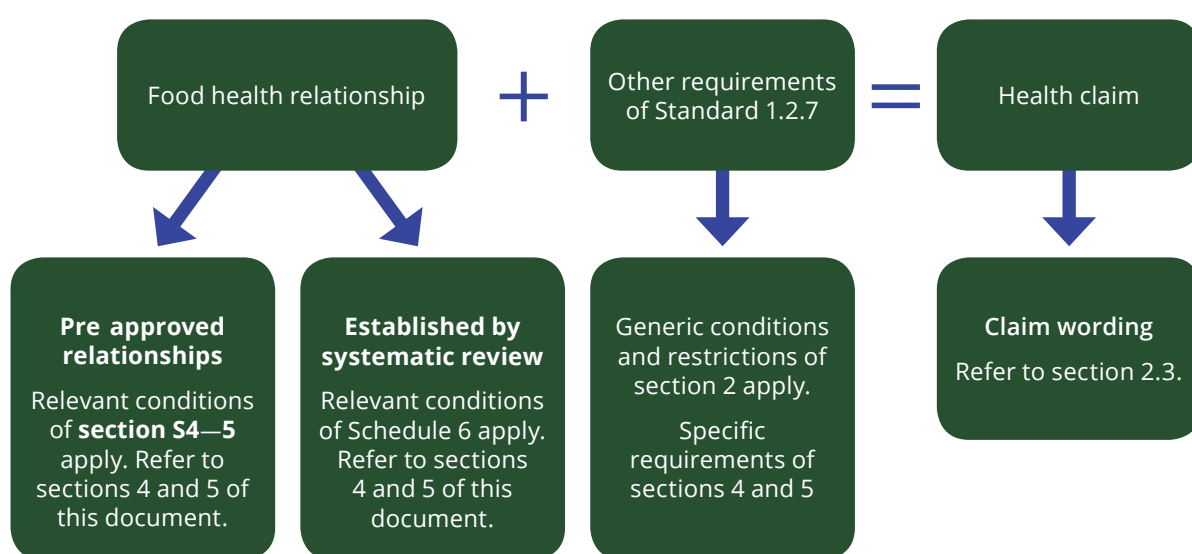 Food health relationship
+
Other requirements
of Standard 1.2.7
=
Health claim
Pre approved
relationships
Relevant conditions
of section S4—5
apply. Refer to
sections 4 and 5 of
this document.
Established by
systematic review
Relevant conditions
of Schedule 6 apply.
Refer to sections
4 and 5 of this
document.
Generic conditions
and restrictions of
section 2 apply.
Specific
requirements of
sections 4 and 5
Claim wording
Refer to section 2.3.